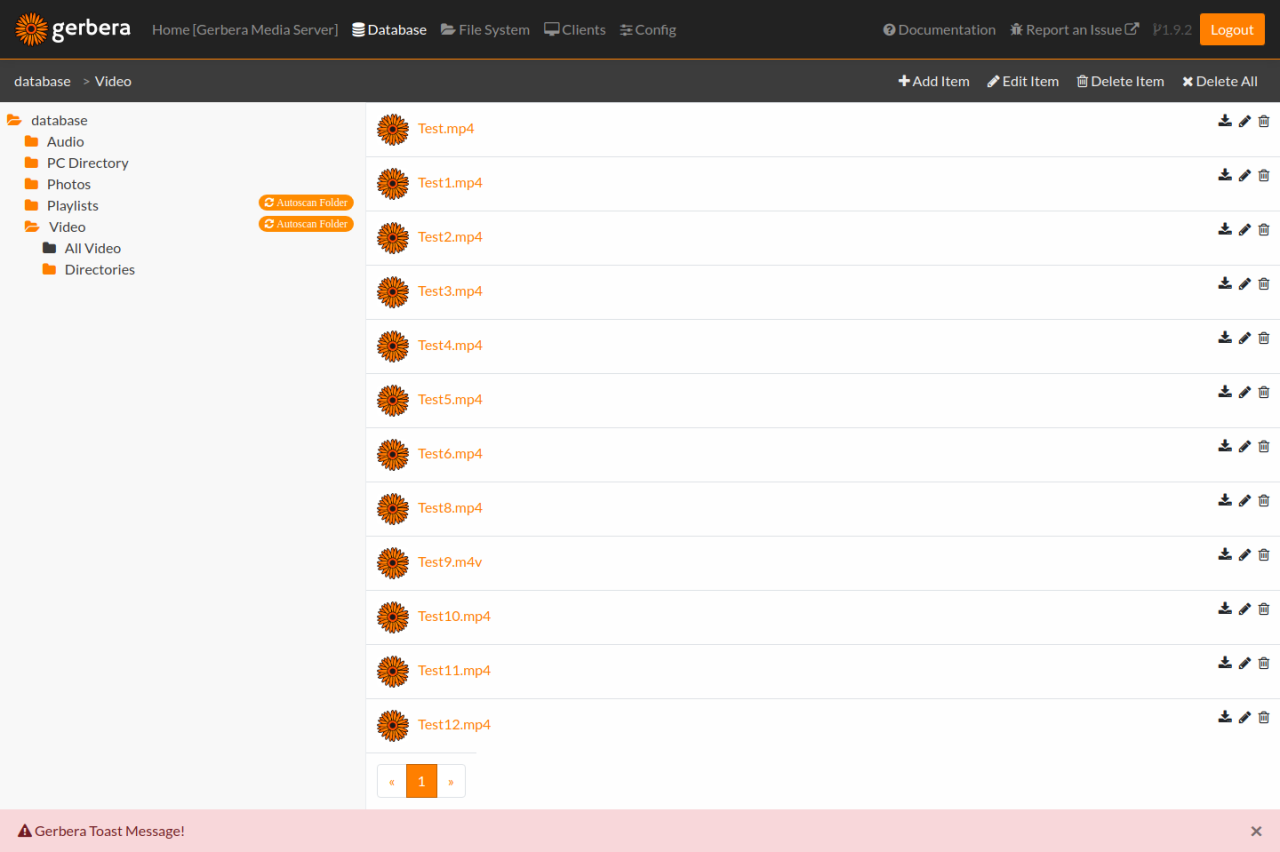 gerbera Home [Gerbera Media Server] Database File System Clients Config Documentation Report an Issue 1.9.2 Logout
database > Video Add Item Edit Item Delete Item Delete All
database
Audio
PC Directory
Photos
Playlists Autoscan Folder
Video Autoscan Folder
All Video
Directories
Test.mp4
Test1.mp4
Test2.mp4
Test3.mp4
Test4.mp4
Test5.mp4
Test6.mp4
Test8.mp4
Test9.m4v
Test10.mp4
Test11.mp4
Test12.mp4
« 1 »
Gerbera Toast Message! ×